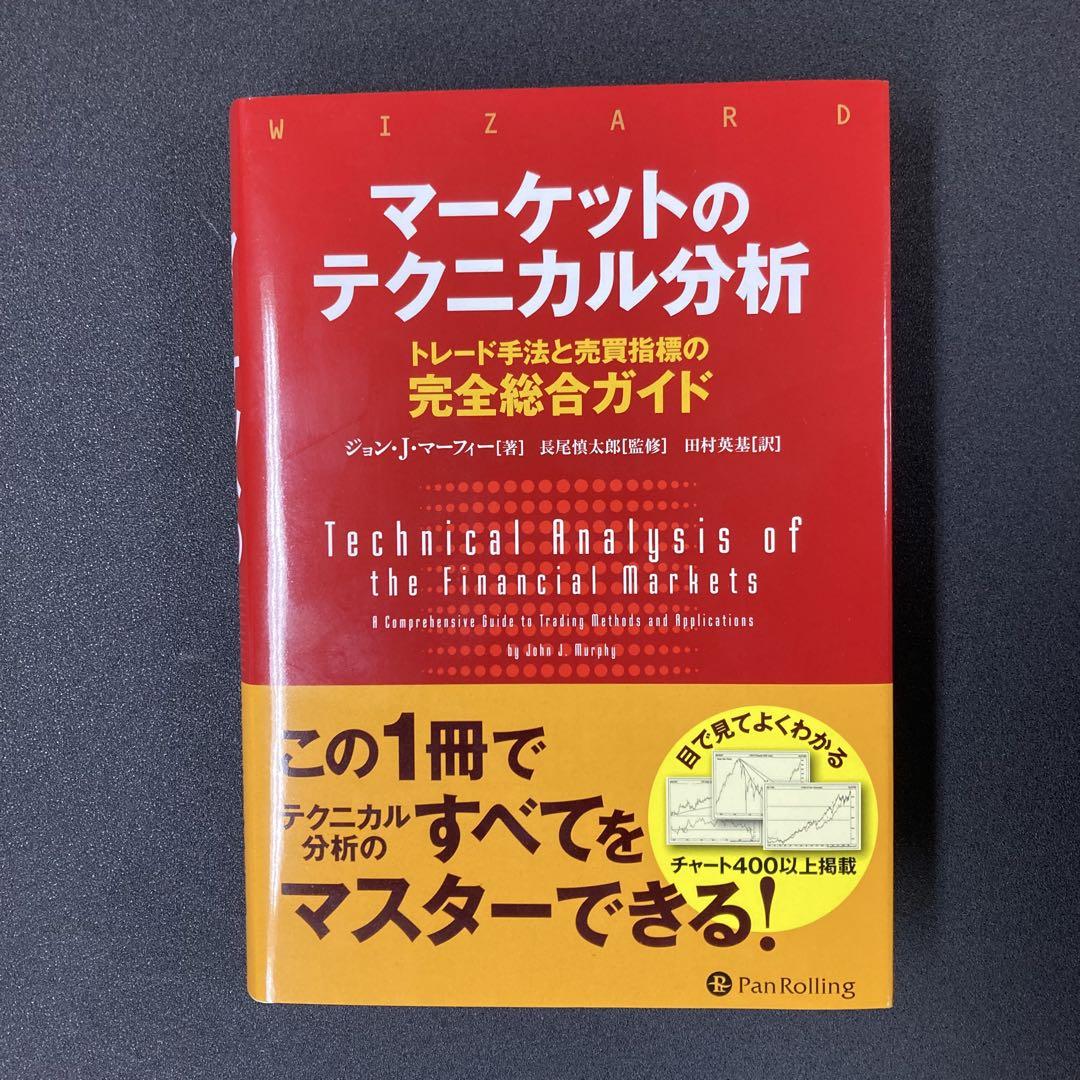 WIZARD
マーケットの
テクニカル分析
トレード手法と売買指標の
完全総合ガイド
ジョン・J・マーフィー[著] 長尾慎太郎[監修] 田村英基[訳]
Technical Analysis of
the Financial Markets
A Comprehensive Guide to Trading Methods and Applications
by John J. Murphy
この1冊で
テクニカル
分析の
すべてを
マスターできる!
目で見てよくわかる
チャート400以上掲載
Pan Rolling